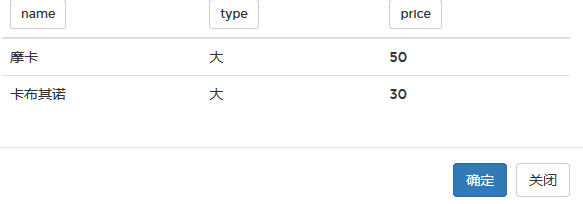 name type price
摩卡 大 50
卡布其诺 大 30
确定 关闭